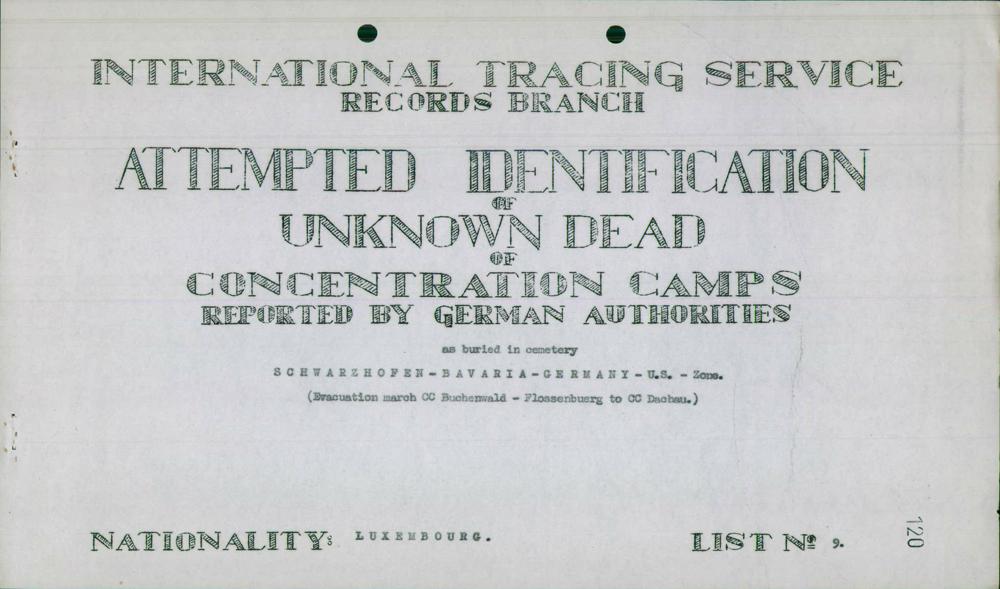 INTERNATIONAL TRACING SERVICE
RECORDS BRANCH
ATTEMPTED IDENTIFICATION
OF
UNKNOWN DEAD
OF
CONCENTRATION CAMPS
REPORTED BY GERMAN AUTHORITIES
as buried in cemetery
SCHWARZHOFEN-BAVARIA-GERMANY-U.S. - Zone.
(Evacuation march CC Buchenwald - Flossenbuerg to CC Dachau.)
NATIONALITY: LUXEMBOURG. LIST Nº 9.
120